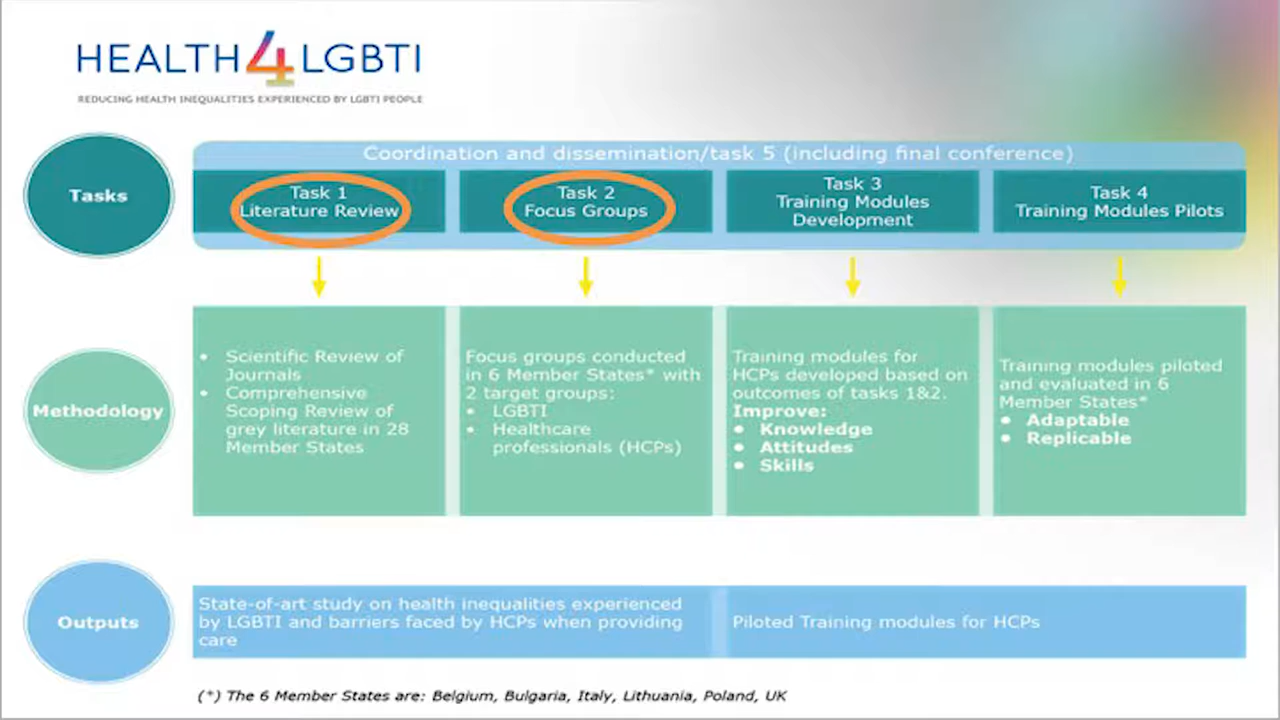 HEALTH4LGBTI
REDUCING HEALTH INEQUALITIES EXPERIENCED BY LGBTI PEOPLE
Tasks
Coordination and dissemination/task 5 (including final conference)
Task 1
Literature Review
Task 2
Focus Groups
Task 3
Training Modules
Development
Task 4
Training Modules Pilots
Methodology
• Scientific Review of
Journals
• Comprehensive
Scoping Review of
grey literature in 28
Member States
Focus groups conducted
in 6 Member States* with
2 target groups:
• LGBTI
• Healthcare
professionals (HCPs)
Training modules for
HCPs developed based on
outcomes of tasks 1&2.
Improve:
• Knowledge
• Attitudes
• Skills
Training modules piloted
and evaluated in 6
Member States*
• Adaptable
• Replicable
Outputs
State-of-art study on health inequalities experienced
by LGBTI and barriers faced by HCPs when providing
care
Piloted Training modules for HCPs
(*) The 6 Member States are: Belgium, Bulgaria, Italy, Lithuania, Poland, UK